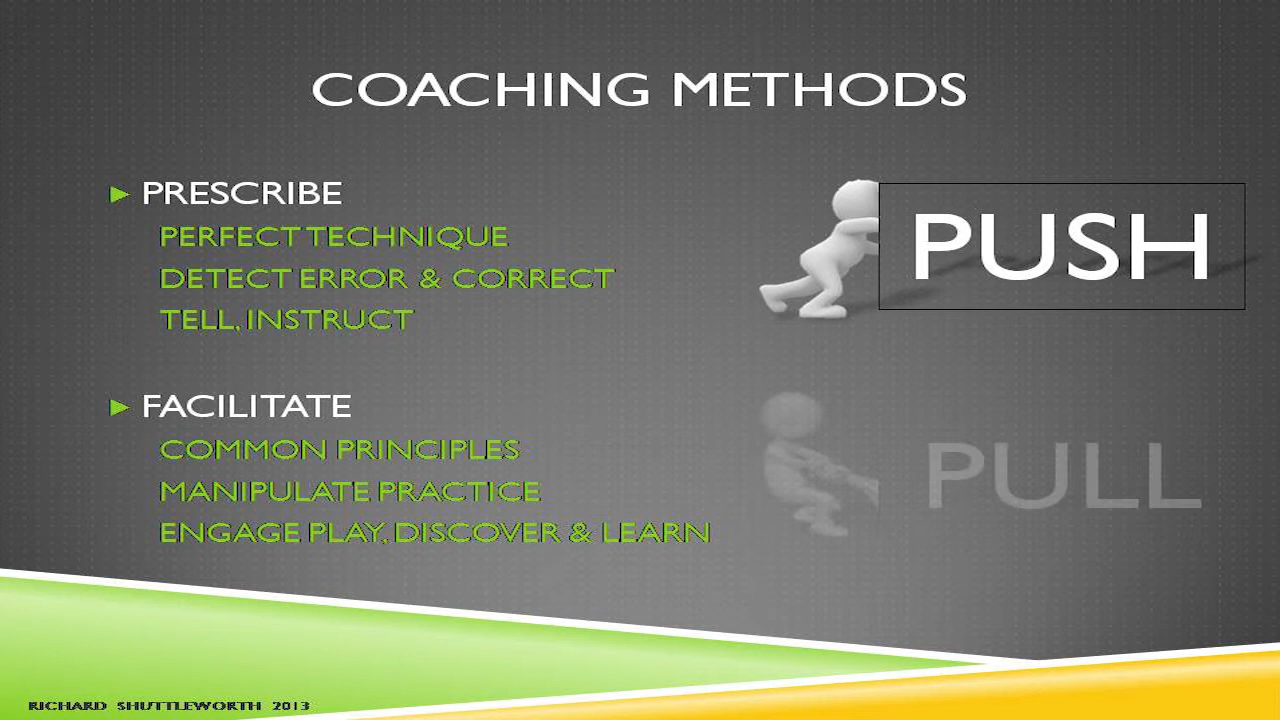 COACHING METHODS
PRESCRIBE
PERFECT TECHNIQUE
DETECT ERROR & CORRECT
TELL, INSTRUCT
PUSH
FACILITATE
COMMON PRINCIPLES
MANIPULATE PRACTICE
ENGAGE PLAY, DISCOVER & LEARN
PULL
RICHARD SHUTTLEWORTH 2013